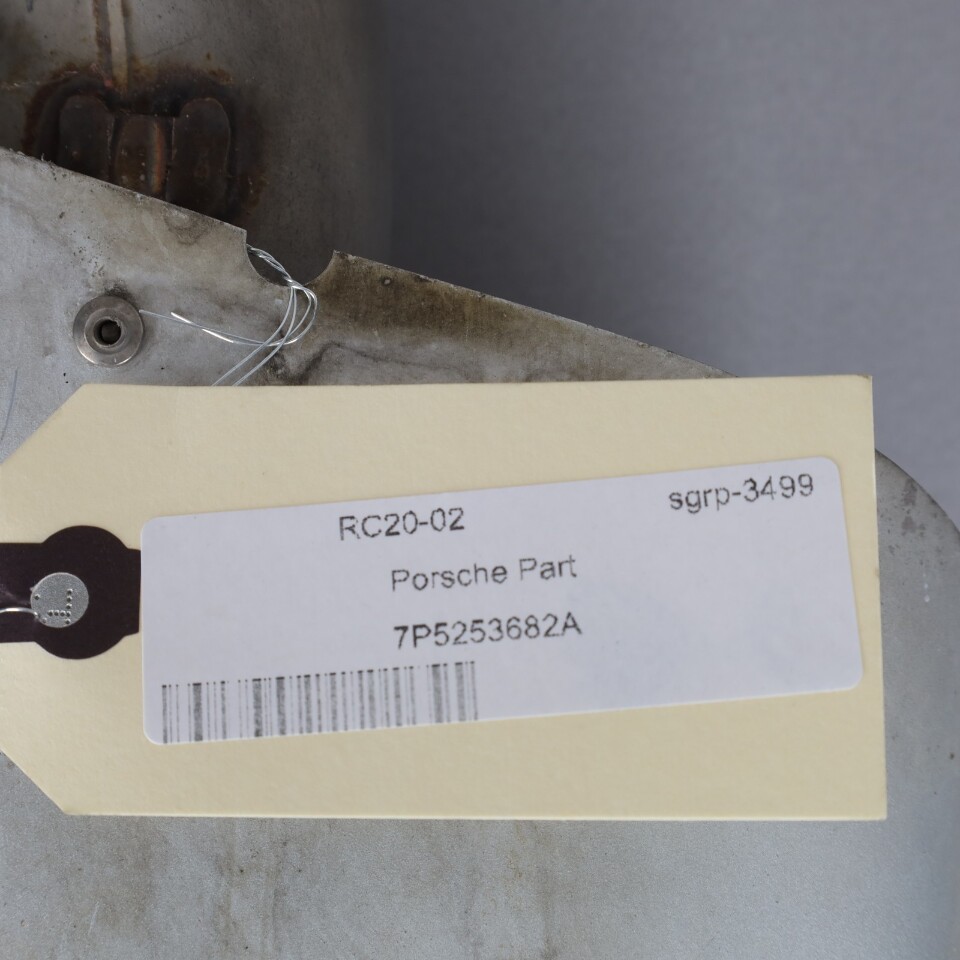 RC20-02
sgrp-3499
Porsche Part
7P5253682A